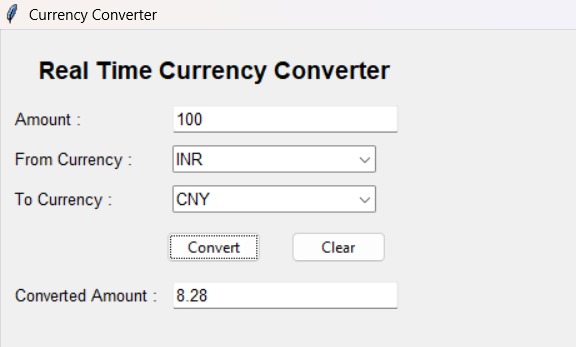 Currency Converter
Real Time Currency Converter
Amount : 100
From Currency : INR
To Currency : CNY
Convert Clear
Converted Amount : 8.28